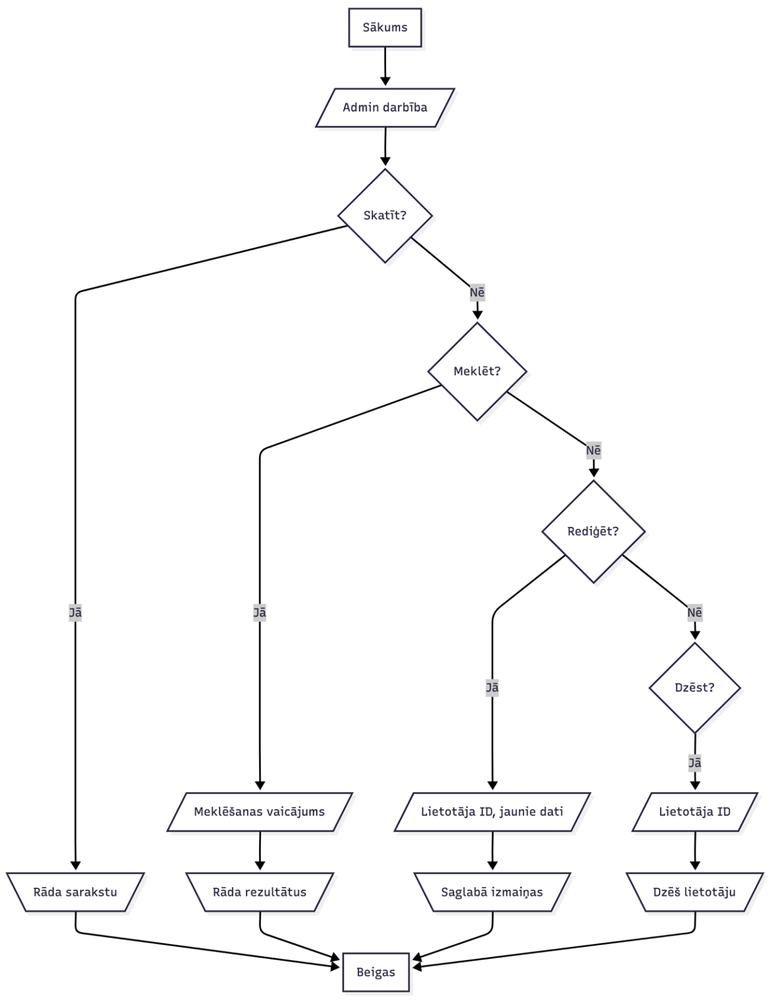 Sākums
Admin darbība
Skatīt?
Nē
Meklēt?
Nē
Rediģēt?
Jā
Jā
Nē
Jā
Dzēst?
Jā
Meklēšanas vaicājums
Lietotāja ID, jaunie dati
Lietotāja ID
Rāda sarakstu
Rāda rezultātus
Saglabā izmaiņas
Dzēš lietotāju
Beigas